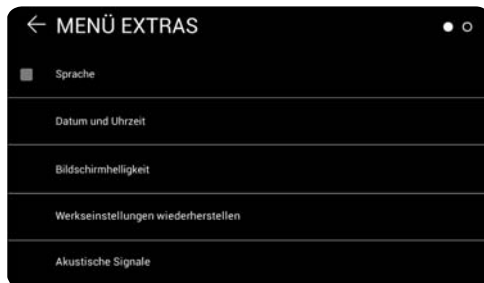 MENÜ EXTRAS
Sprache
Datum und Uhrzeit
Bildschirmhelligkeit
Werkseinstellungen wiederherstellen
Akustische Signale